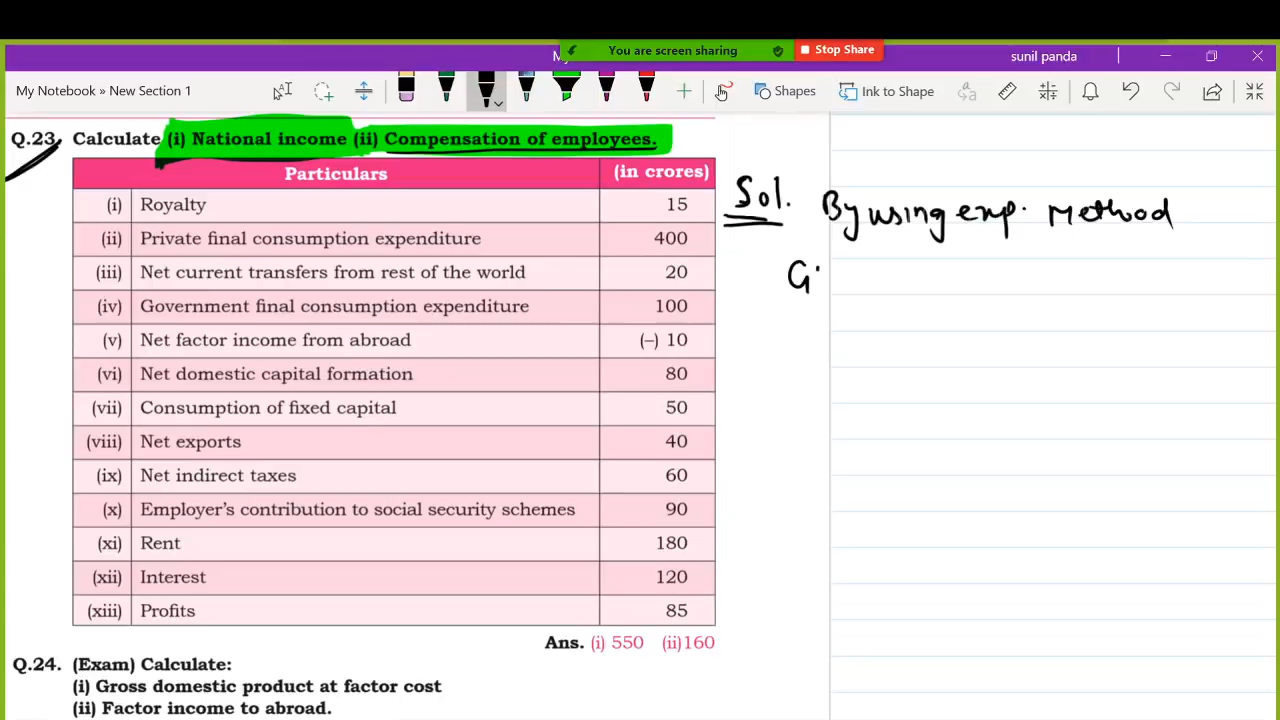 You are screen sharing
Stop Share
sunil panda
My Notebook » New Section 1
Shapes
Ink to Shape
Q.23. Calculate (i) National income (ii) Compensation of employees.
Particulars (in crores)
(i) Royalty 15
(ii) Private final consumption expenditure 400
(iii) Net current transfers from rest of the world 20
(iv) Government final consumption expenditure 100
(v) Net factor income from abroad (–) 10
(vi) Net domestic capital formation 80
(vii) Consumption of fixed capital 50
(viii) Net exports 40
(ix) Net indirect taxes 60
(x) Employer's contribution to social security schemes 90
(xi) Rent 180
(xii) Interest 120
(xiii) Profits 85
Ans. (i) 550 (ii)160
Q.24. (Exam) Calculate:
(i) Gross domestic product at factor cost
(ii) Factor income to abroad.
Sol. By using exp. Method
G